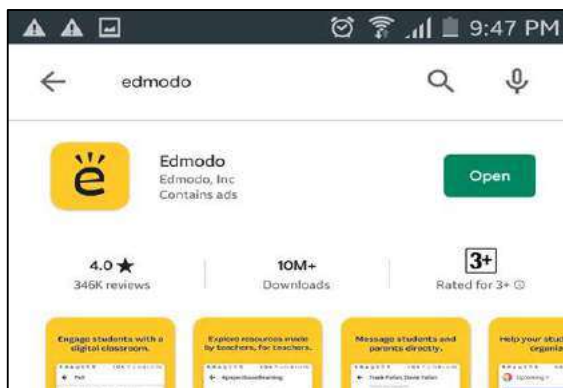 9:47 PM
edmodo
e
Edmodo
Edmodo, Inc
Contains ads
Open
4.0★
346K reviews
10M+
Downloads
3+
Rated for 3+
Engage students with a
digital classroom.
Explore resources made
by teachers, for teachers.
Message students and
parents directly.
Help your stud
organiz